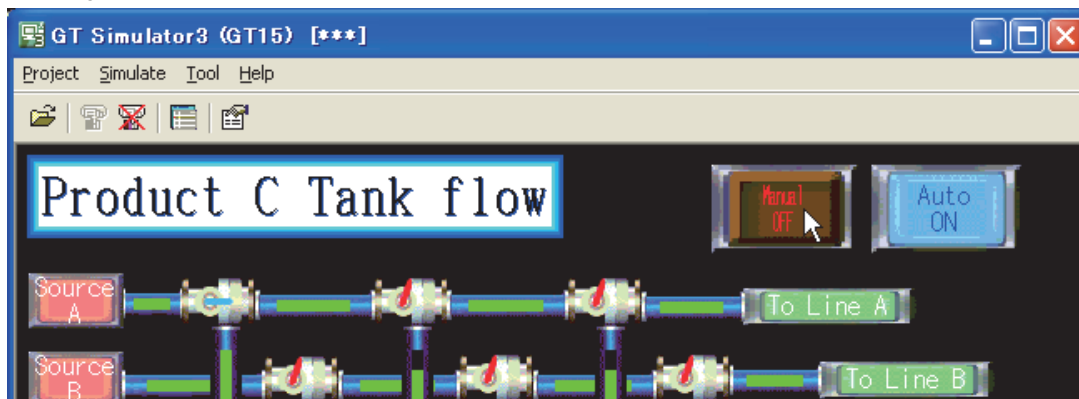 GT Simulator3 (GT15) [***]
Project Simulate Tool Help
Product C Tank flow
Manual
OFF
Auto
ON
Source
A
To Line A
Source
B
To Line B